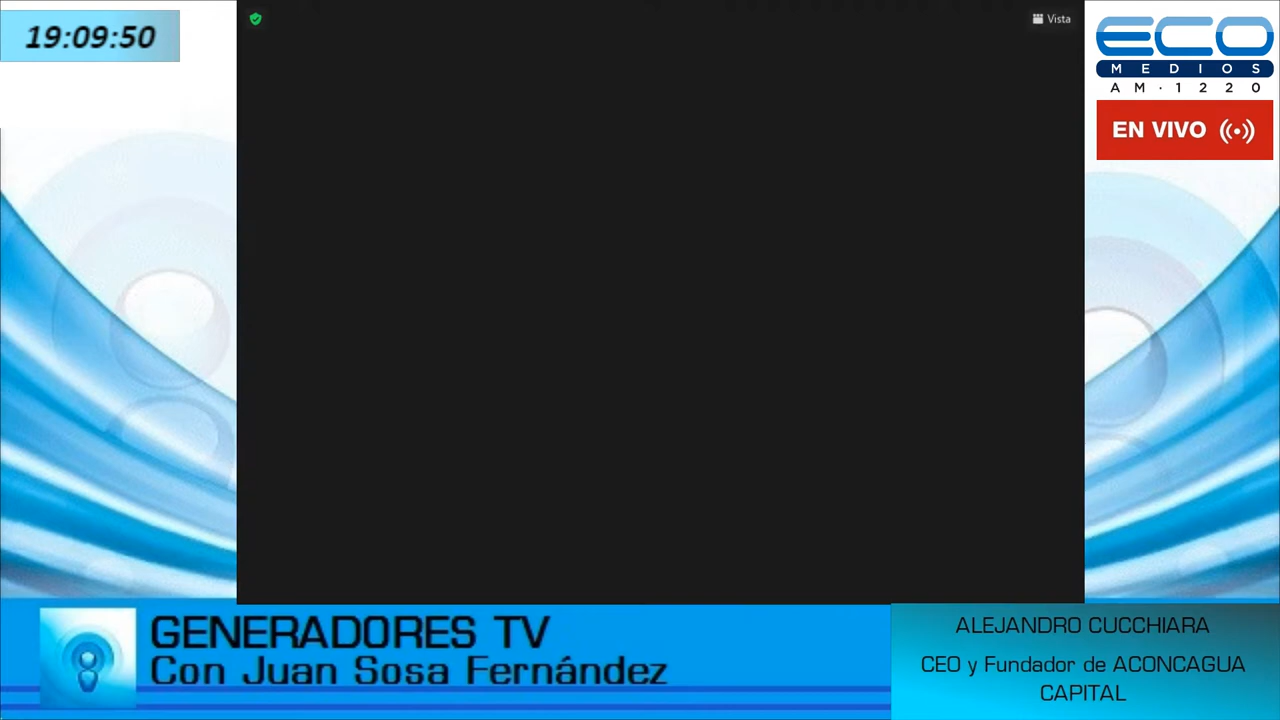 19:09:50
Vista
ECO
MEDIOS
AM·1220
EN VIVO
GENERADORES TV
Con Juan Sosa Fernández
ALEJANDRO CUCCHIARA
CEO y Fundador de ACONCAGUA
CAPITAL